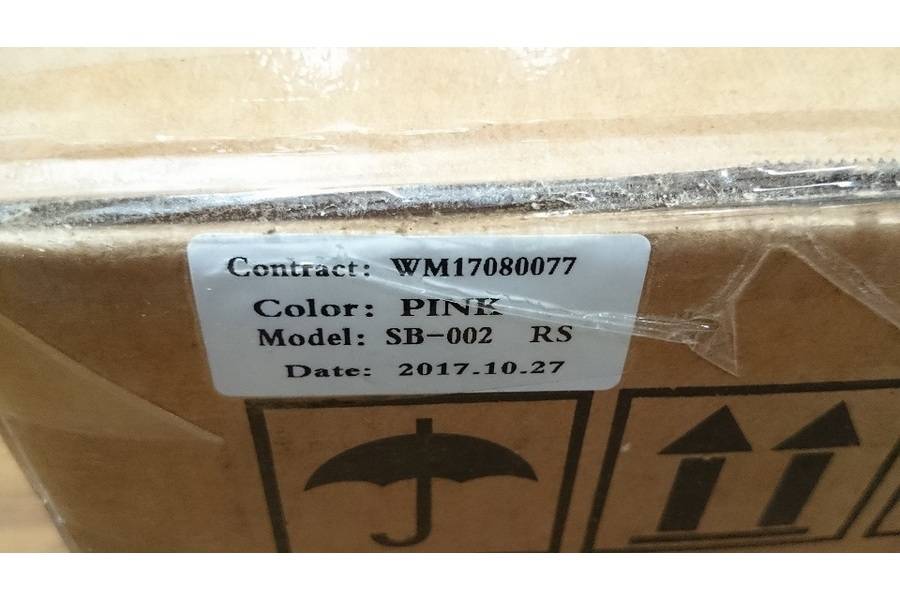 Contract: WM17080077
Color: PINK
Model: SB-002 RS
Date: 2017.10.27